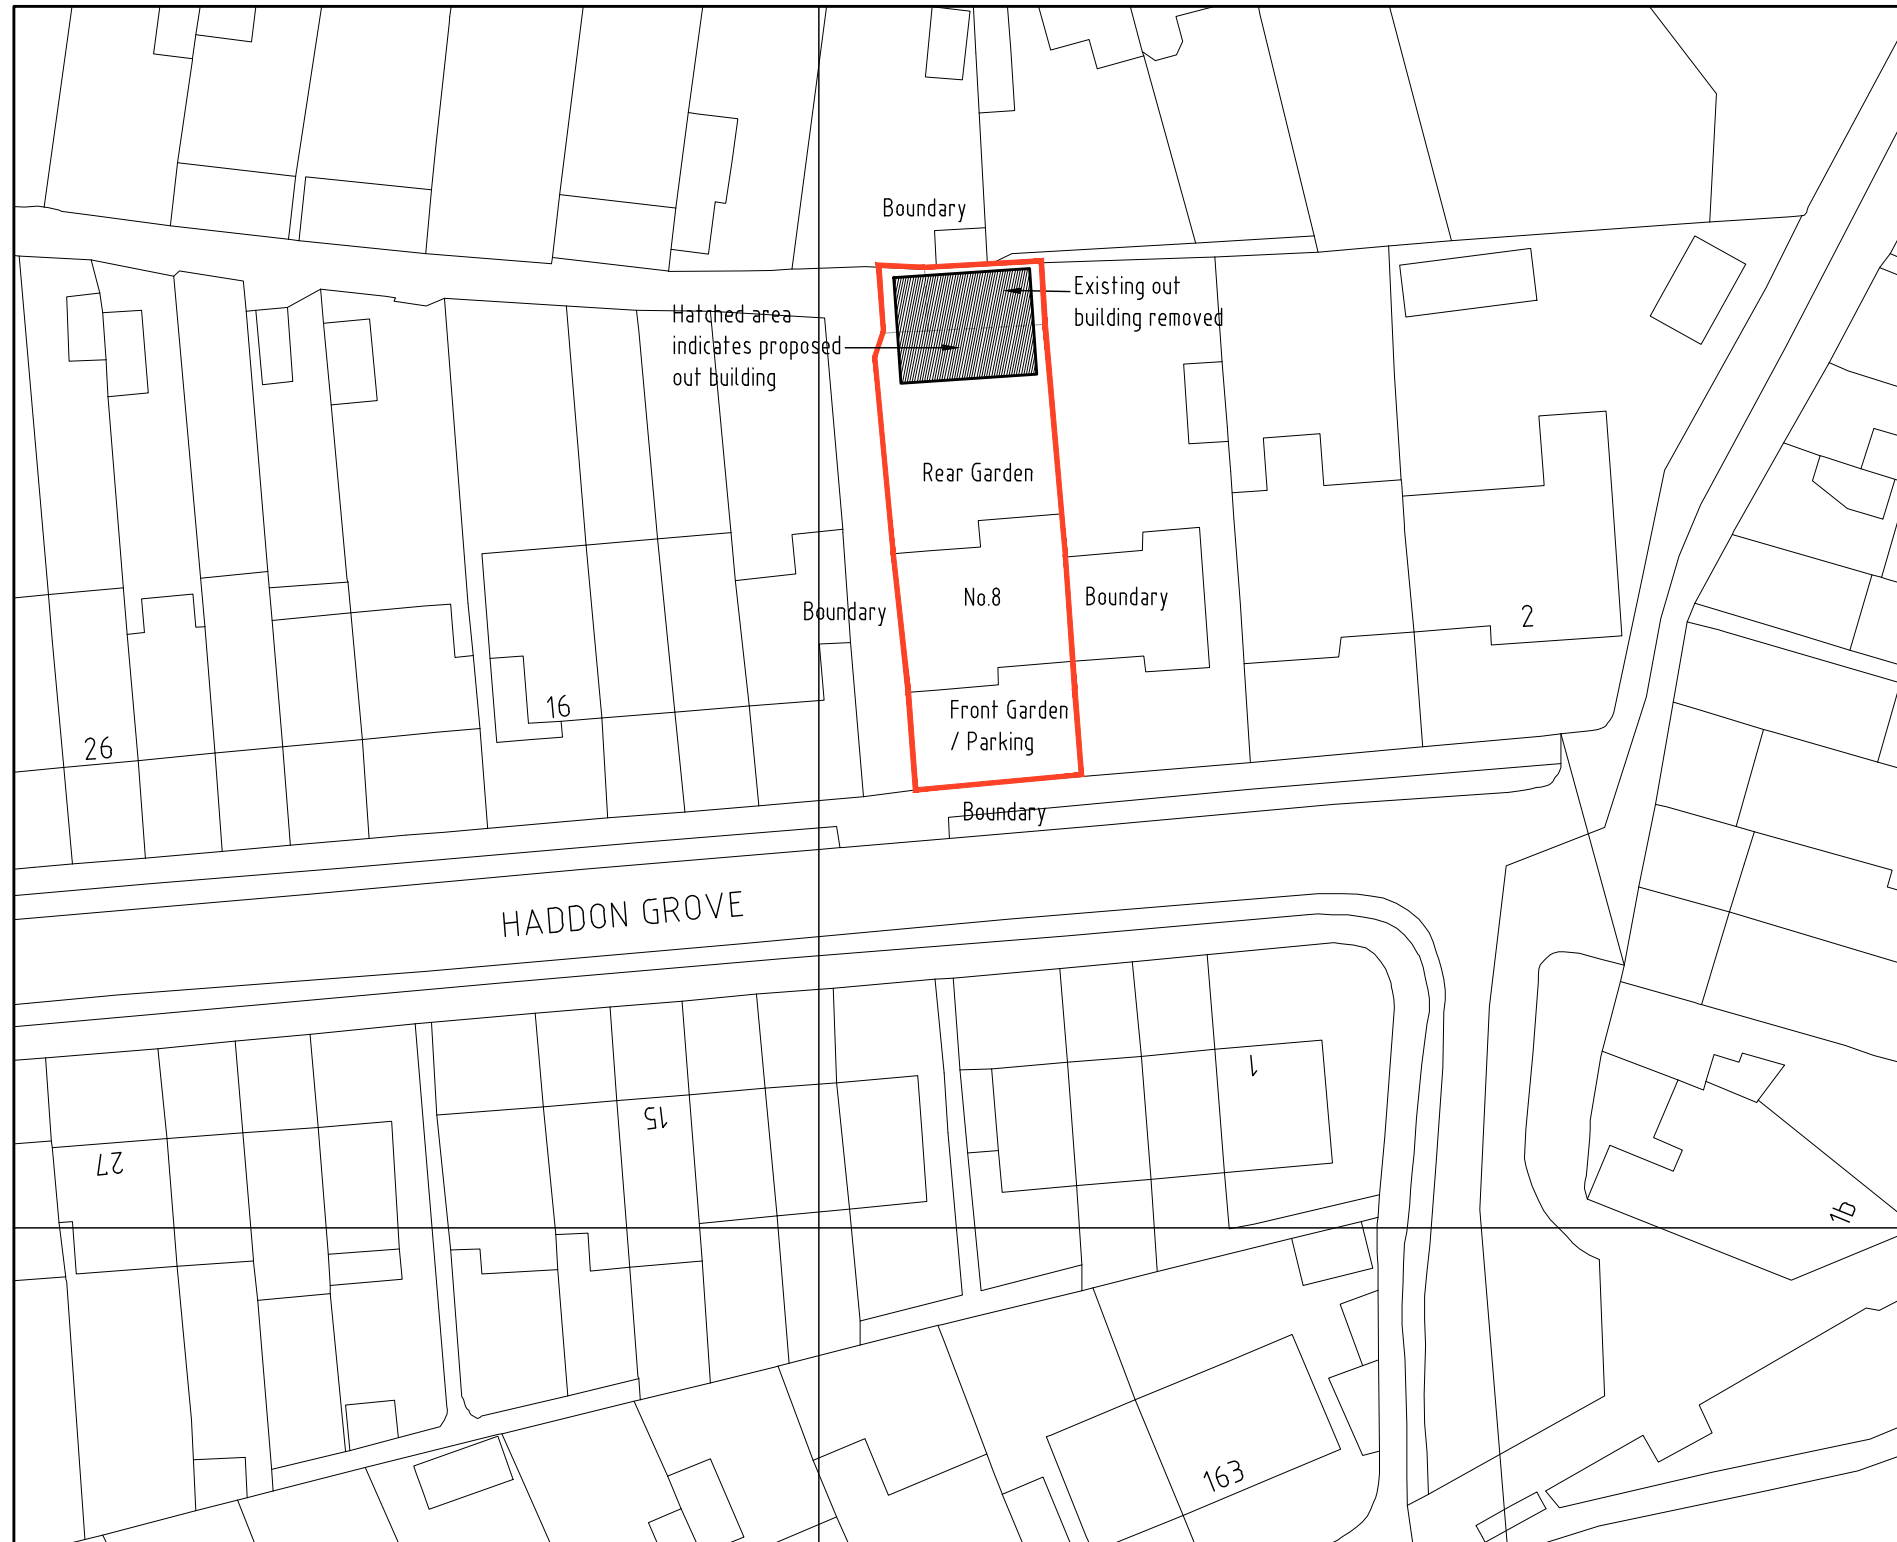 Boundary
Existing out
building removed
Hatched area
indicates proposed
out building
Rear Garden
No.8
Boundary
Boundary
2
Front Garden
/ Parking
16
26
Boundary
HADDON GROVE
1
15
27
1b
163